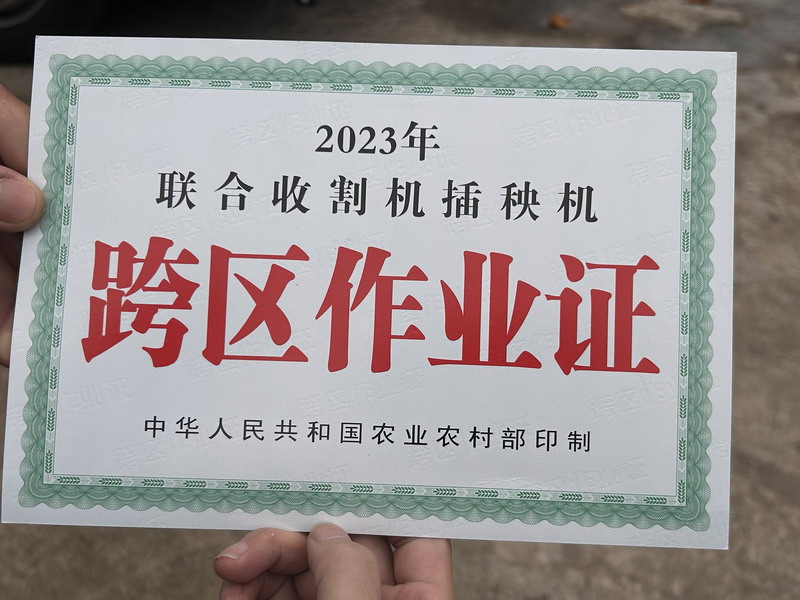 2023年
联合收割机插秧机
跨区作业证
中华人民共和国农业农村部印制